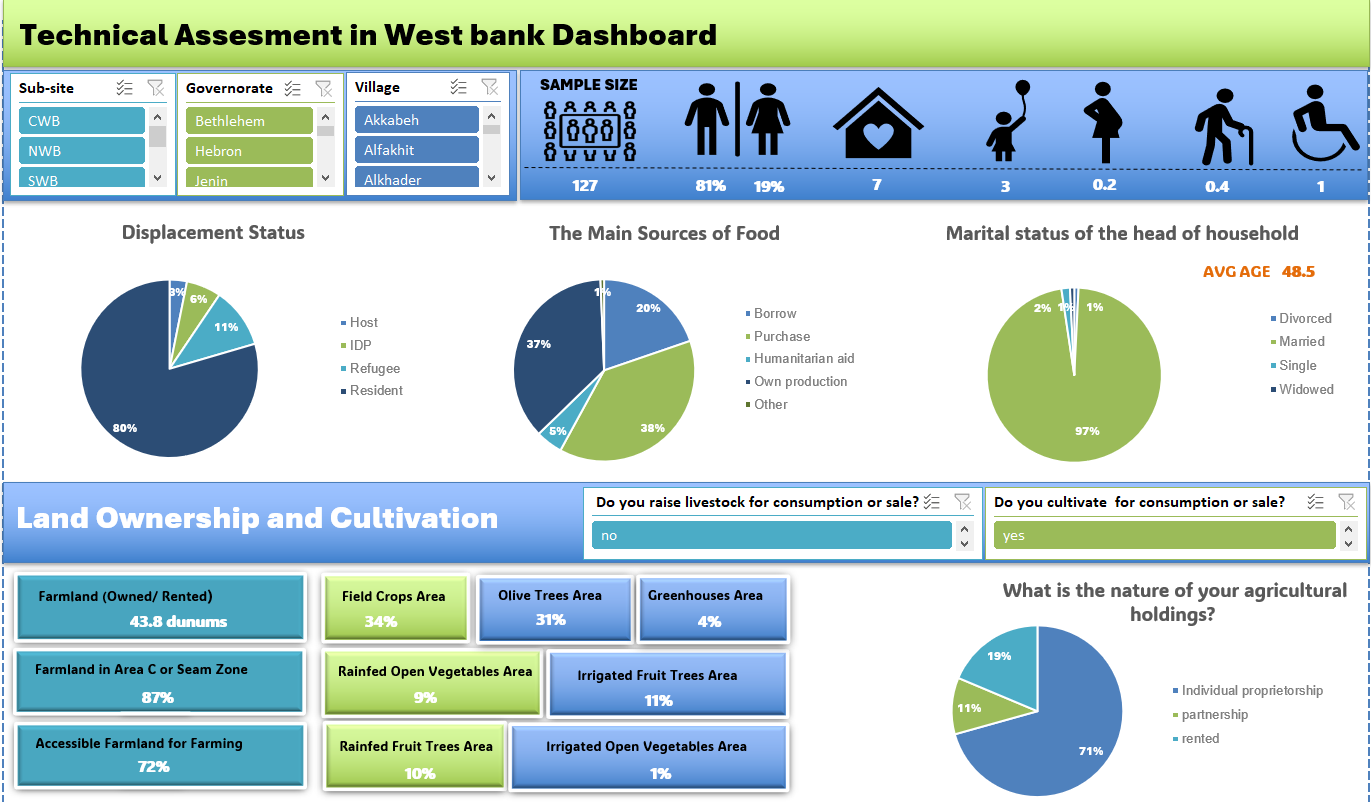 Technical Assesment in West bank Dashboard
Sub-site
CWB
NWB
SWB
Governorate
Bethlehem
Hebron
Jenin
Village
Akkabeh
Alfakhit
Alkhader
SAMPLE SIZE
127
81%
19%
7
3
0.2
0.4
1
Displacement Status
3%
6%
11%
80%
Host
IDP
Refugee
Resident
The Main Sources of Food
1%
20%
37%
5%
38%
Borrow
Purchase
Humanitarian aid
Own production
Other
Marital status of the head of household
AVG AGE 48.5
2%
1%
1%
97%
Divorced
Married
Single
Widowed
Land Ownership and Cultivation
Do you raise livestock for consumption or sale?
no
Do you cultivate for consumption or sale?
yes
Farmland (Owned/ Rented)
43.8 dunums
Farmland in Area C or Seam Zone
87%
Accessible Farmland for Farming
72%
Field Crops Area
34%
Olive Trees Area
31%
Greenhouses Area
4%
Rainfed Open Vegetables Area
9%
Irrigated Fruit Trees Area
11%
Rainfed Fruit Trees Area
10%
Irrigated Open Vegetables Area
1%
What is the nature of your agricultural
holdings?
19%
11%
71%
Individual proprietorship
partnership
rented